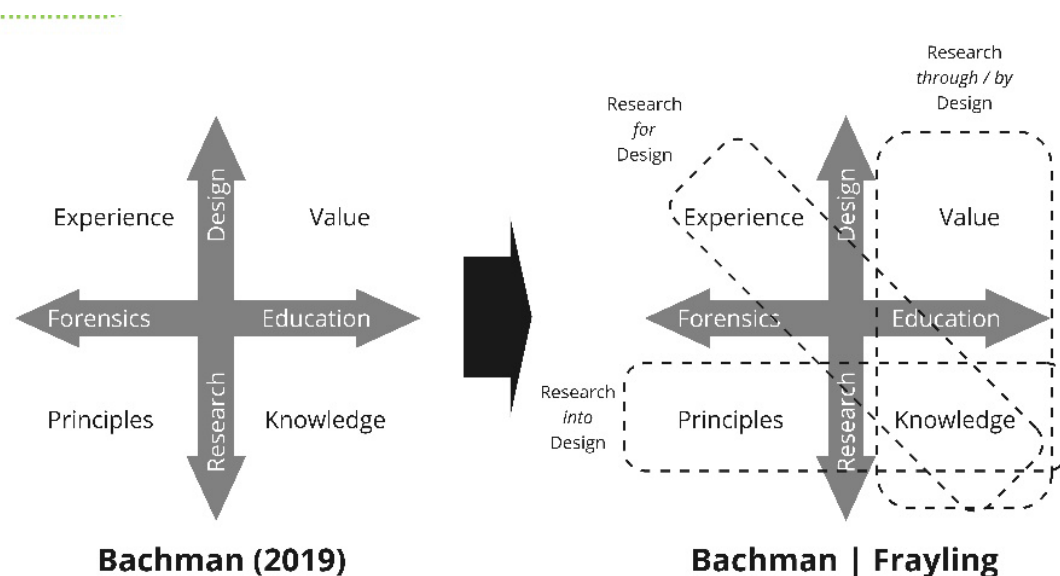 Research
through / by
Design
Research
for
Design
Design
Experience
Value
Forensics
Education
Principles
Knowledge
Research
Design
Experience
Value
Forensics
Education
Research
into
Design
Principles
Knowledge
Research
Bachman (2019)
Bachman | Frayling